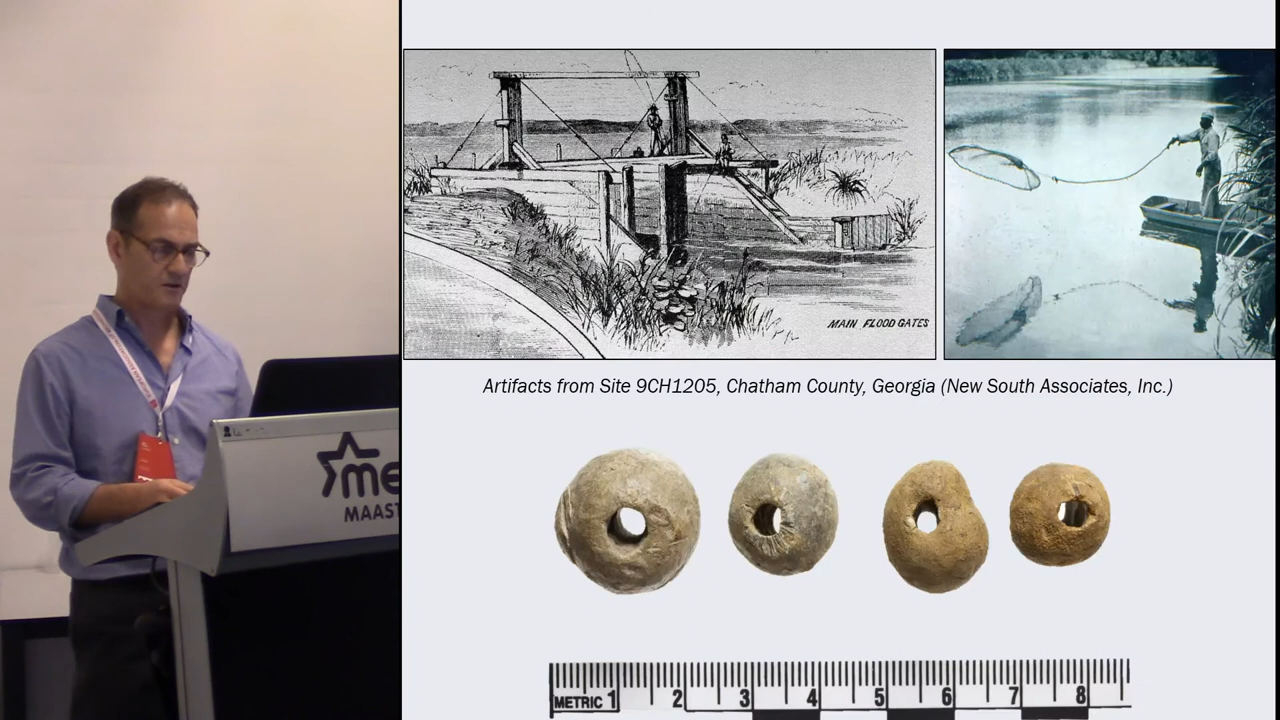 MAIN FLOOD GATES
Artifacts from Site 9CH1205, Chatham County, Georgia (New South Associates, Inc.)
me
MAAST
METRIC 1 2 3 4 5 6 7 8